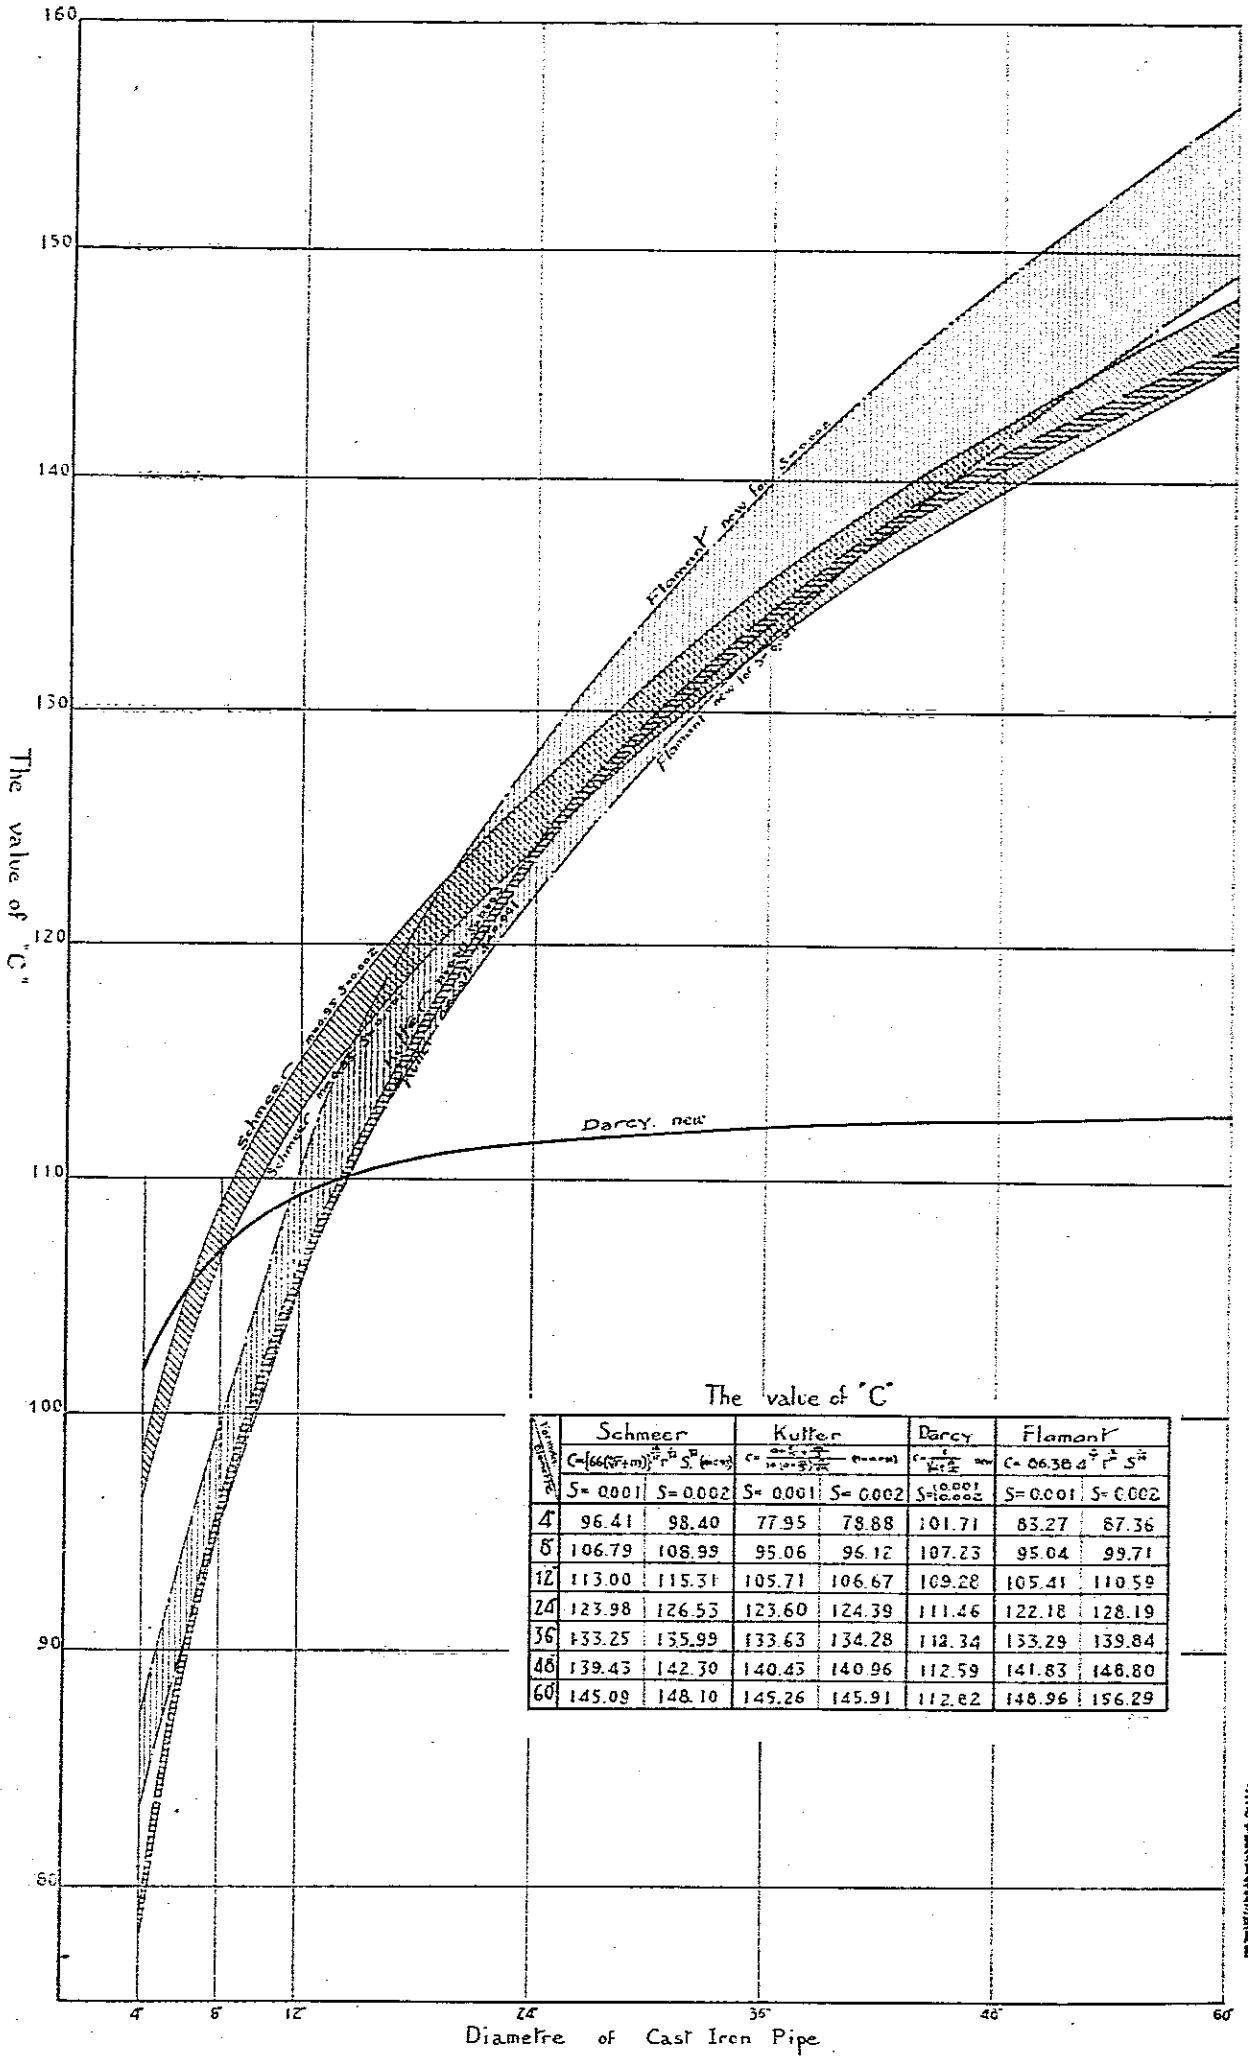 160
150
140
130
120
110
100
90
80
The value of "C"
Flamant new for
Flamant new for S=
Schmeer m=0.95 S=0.002
Schmeer
Darcy. new
The value of "C"
Schmeer Kutter Darcy Flamant
S= 0.001 S= 0.002 S= 0.001 S= 0.002 S= 0.001 0.002 S= 0.001 S= 0.002
4" 96.41 98.40 77.95 78.88 101.71 83.27 87.36
8" 106.79 108.99 95.06 96.12 107.23 95.04 99.71
12" 113.00 115.31 105.71 106.67 109.28 105.41 110.59
24" 123.98 126.53 123.60 124.39 111.46 122.18 128.19
36" 133.25 135.99 133.63 134.28 112.34 133.29 139.84
48" 139.43 142.30 140.43 140.96 112.59 141.83 148.80
60" 145.09 148.10 145.26 145.91 112.82 148.96 156.29
4" 8" 12" 24" 36" 48" 60"
Diametre of Cast Iron Pipe